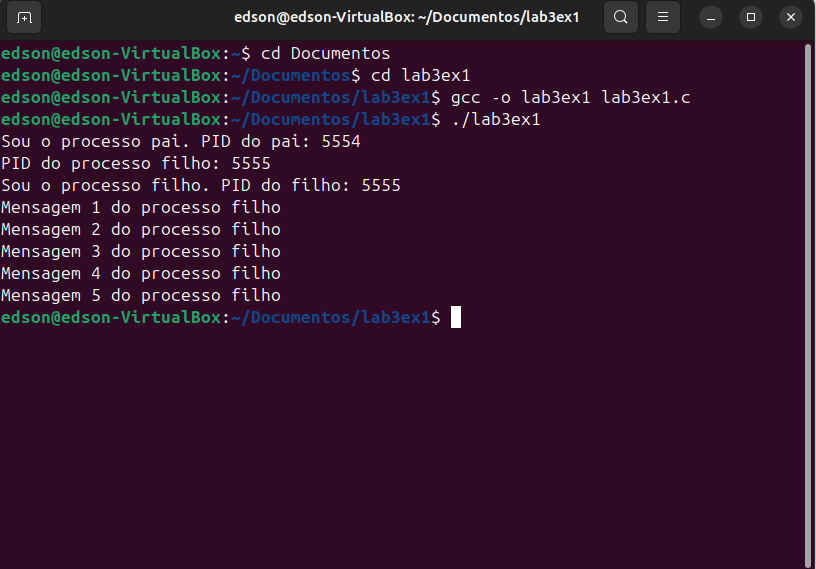 edson@edson-VirtualBox: ~/Documentos/lab3ex1
edson@edson-VirtualBox:~$ cd Documentos
edson@edson-VirtualBox:~/Documentos$ cd lab3ex1
edson@edson-VirtualBox:~/Documentos/lab3ex1$ gcc -o lab3ex1 lab3ex1.c
edson@edson-VirtualBox:~/Documentos/lab3ex1$ ./lab3ex1
Sou o processo pai. PID do pai: 5554
PID do processo filho: 5555
Sou o processo filho. PID do filho: 5555
Mensagem 1 do processo filho
Mensagem 2 do processo filho
Mensagem 3 do processo filho
Mensagem 4 do processo filho
Mensagem 5 do processo filho
edson@edson-VirtualBox:~/Documentos/lab3ex1$